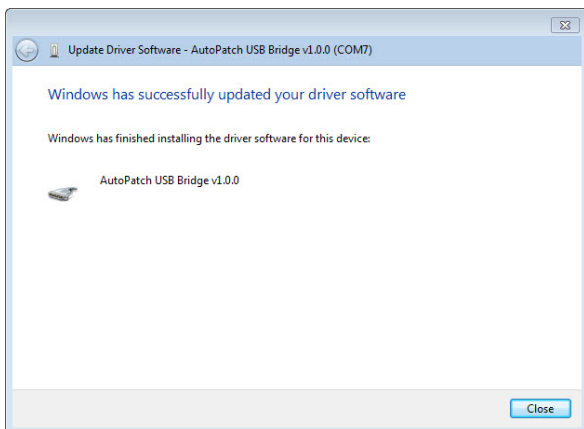 Update Driver Software - AutoPatch USB Bridge v1.0.0 (COM7)
Windows has successfully updated your driver software
Windows has finished installing the driver software for this device:
AutoPatch USB Bridge v1.0.0
Close